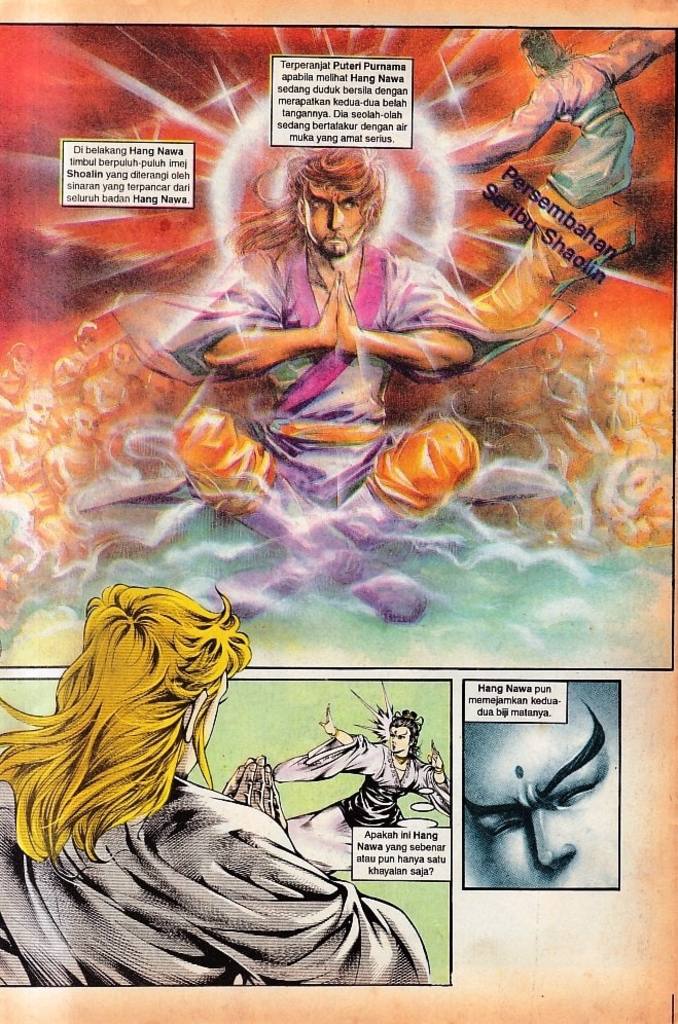 Terperanjat Puteri Purnama
apabila melihat Hang Nawa
sedang duduk bersila dengan
merapatkan kedua-dua belah
tangannya. Dia seolah-olah
sedang bertafakur dengan air
muka yang amat serius.
Di belakang Hang Nawa
timbul berpuluh-puluh imej
Shoalin yang diterangi oleh
sinaran yang terpancar dari
seluruh badan Hang Nawa.
Persembahan
Seribu Shaolin
Apakah ini Hang
Nawa yang sebenar
atau pun hanya satu
khayalan saja?
Hang Nawa pun
memejamkan kedua-
dua biji matanya.